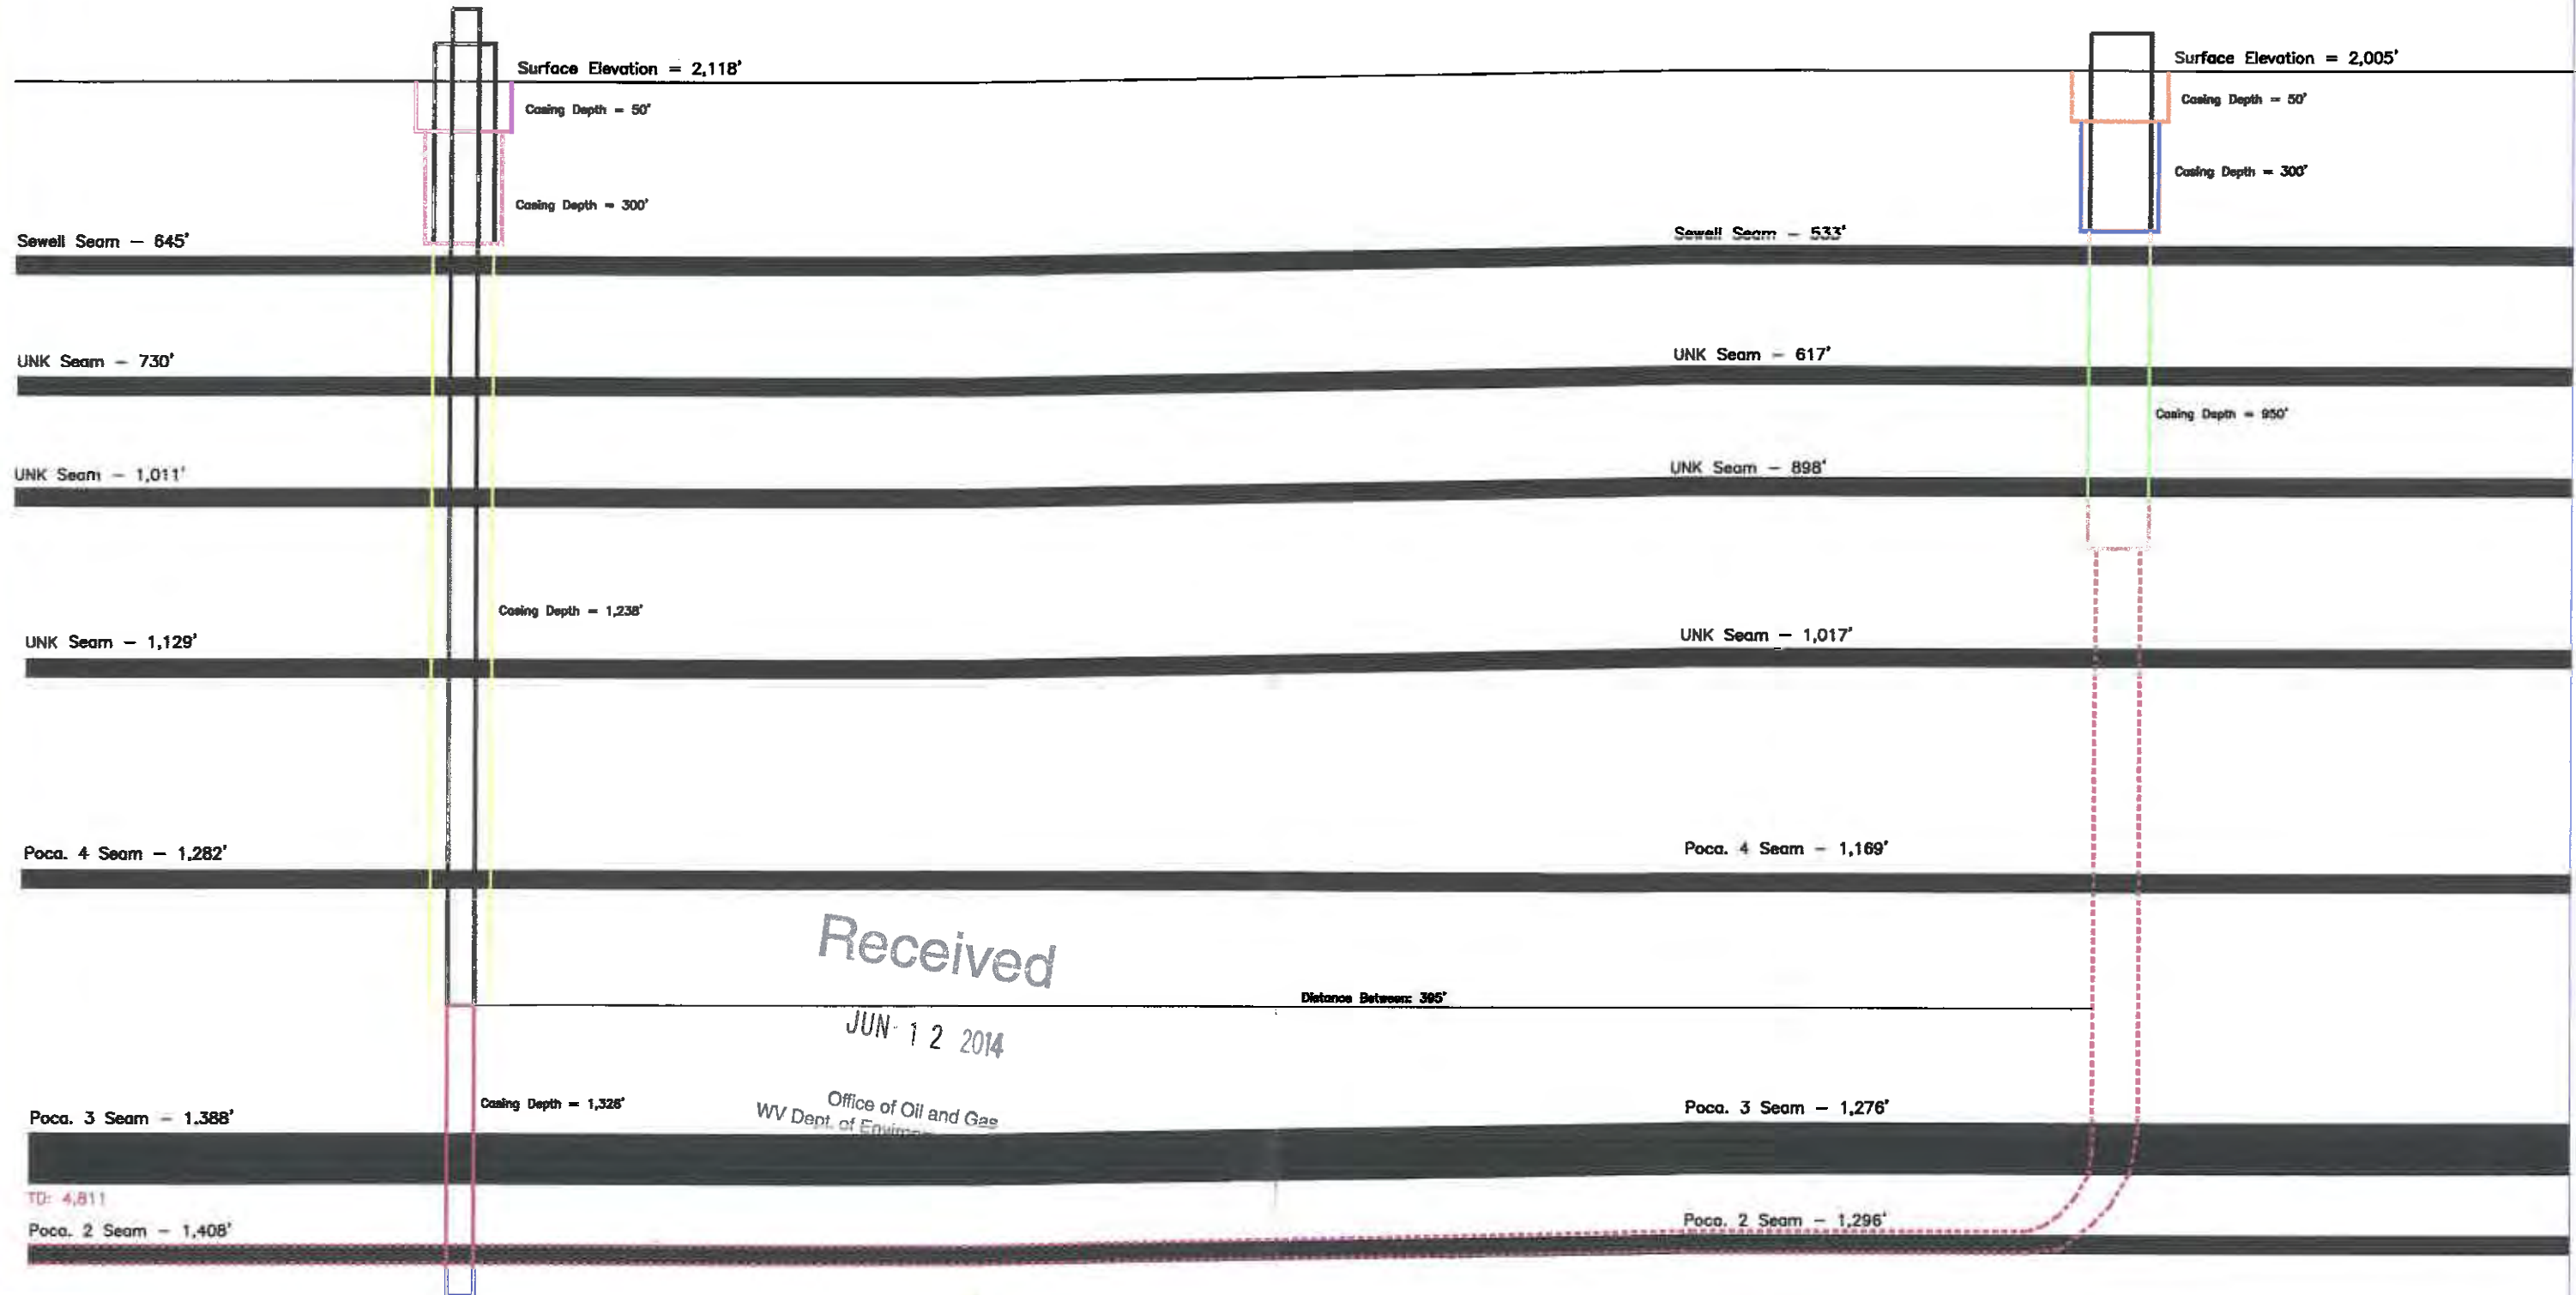 Surface Elevation = 2,118'
Surface Elevation = 2,005'
Casing Depth = 50'
Casing Depth = 50'
Casing Depth = 300'
Casing Depth = 300'
Sewell Seam - 645'
Sewell Seam - 533'
UNK Seam - 730'
UNK Seam - 617'
Casing Depth = 950'
UNK Seam - 1,011'
UNK Seam - 898'
Casing Depth = 1,238'
UNK Seam - 1,129'
UNK Seam - 1,017'
Poca. 4 Seam - 1,282'
Poca. 4 Seam - 1,169'
Received
Distance Between: 395'
JUN 12 2014
Casing Depth = 1,328'
Office of Oil and Gas
WV Dept. of
Poca. 3 Seam - 1.388'
Poca. 3 Seam - 1,276'
TD: 4,811
Poca. 2 Seam - 1,408'
Poca. 2 Seam - 1,296'